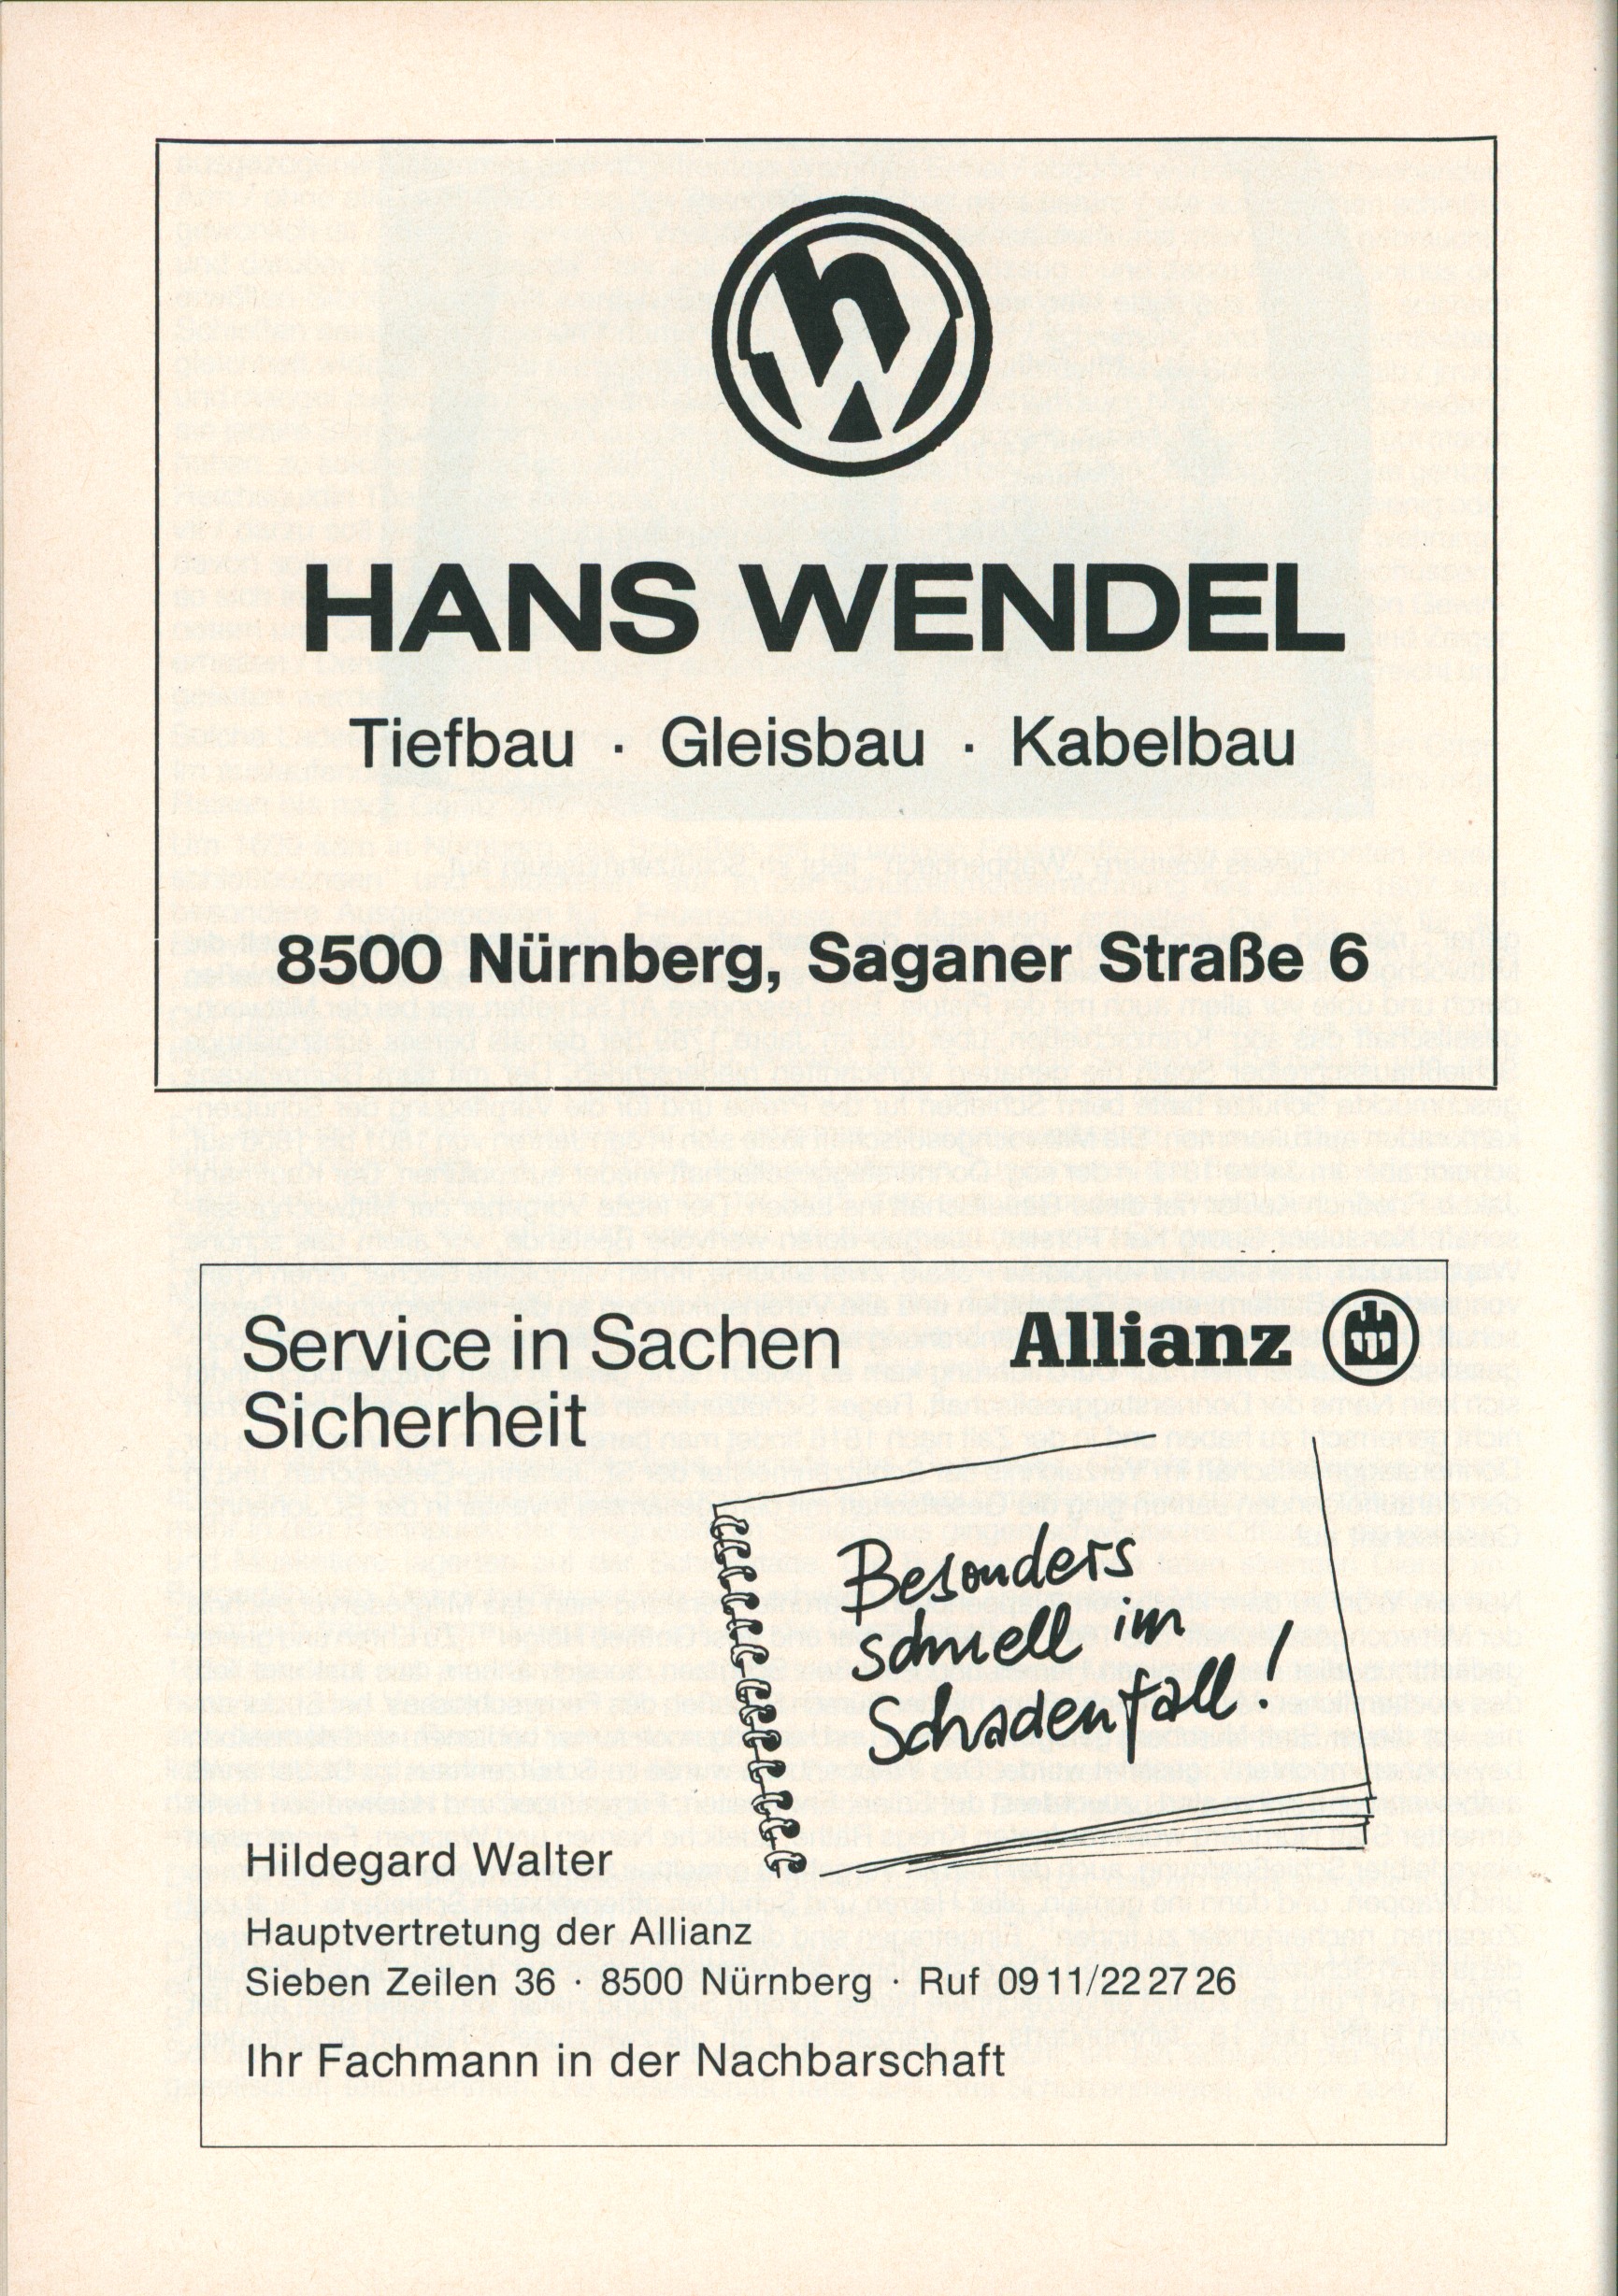 hW
HANS WENDEL
Tiefbau · Gleisbau · Kabelbau
8500 Nürnberg, Saganer Straße 6
Service in Sachen
Sicherheit
Allianz
Besonders
schnell im
Schadenfall!
Hildegard Walter
Hauptvertretung der Allianz
Sieben Zeilen 36 · 8500 Nürnberg · Ruf 09 11/22 27 26
Ihr Fachmann in der Nachbarschaft